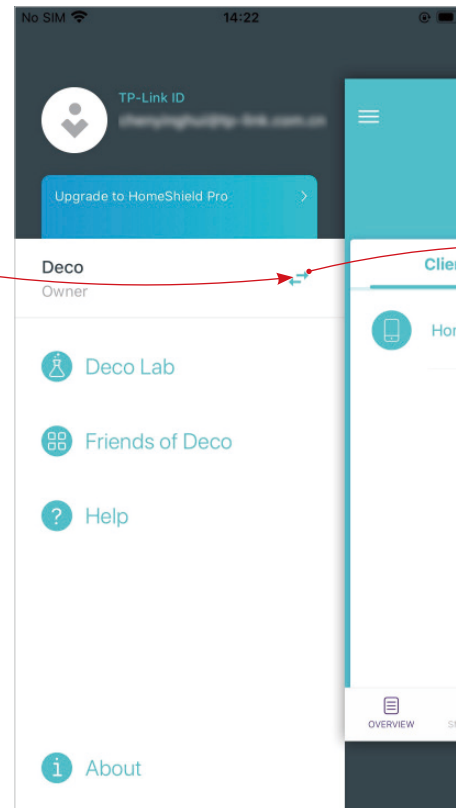 No SIM 14:22
TP-Link ID
Upgrade to HomeShield Pro
Deco
Owner
Deco Lab
Friends of Deco
Help
About
OVERVIEW